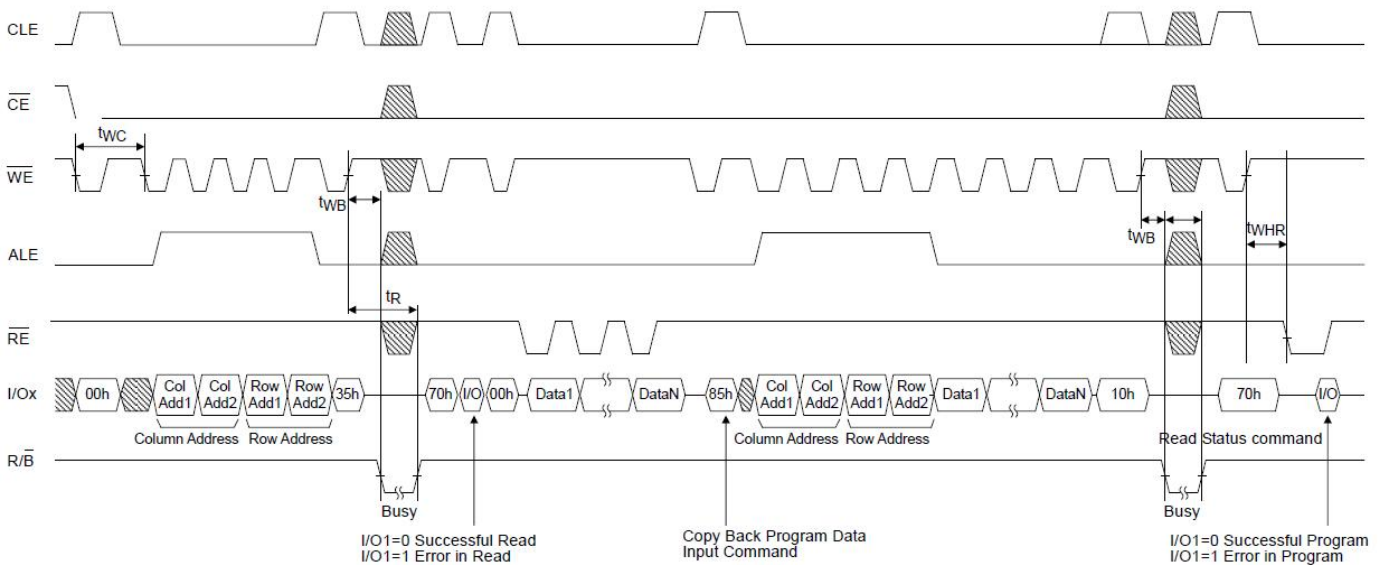 CLE
CE
tWC
WE
tWB
tWB
tWHR
ALE
tR
RE
I/Ox
00h
Col Add1
Col Add2
Row Add1
Row Add2
35h
70h
I/O
00h
Data1
DataN
85h
Col Add1
Col Add2
Row Add1
Row Add2
Data1
DataN
10h
70h
I/O
Column Address
Row Address
Column Address
Row Address
Read Status command
R/B
Busy
Busy
I/O1=0 Successful Read
I/O1=1 Error in Read
Copy Back Program Data
Input Command
I/O1=0 Successful Program
I/O1=1 Error in Program